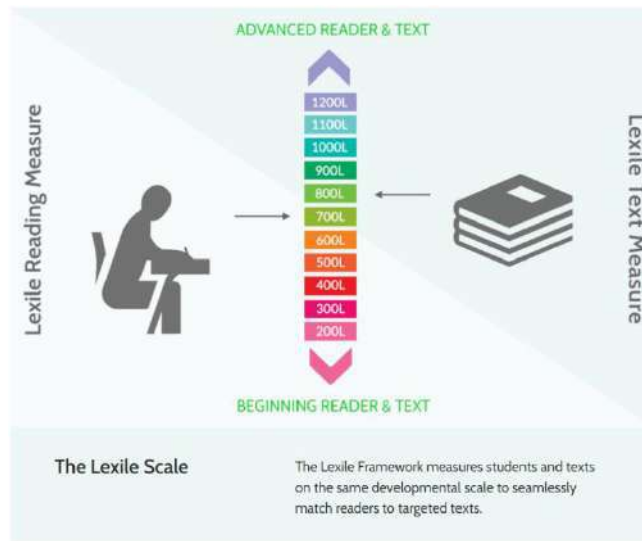 ADVANCED READER & TEXT
Lexile Reading Measure
1200L
1100L
1000L
900L
800L
700L
600L
500L
400L
300L
200L
Lexile Text Measure
BEGINNING READER & TEXT
The Lexile Scale
The Lexile Framework measures students and texts
on the same developmental scale to seamlessly
match readers to targeted texts.